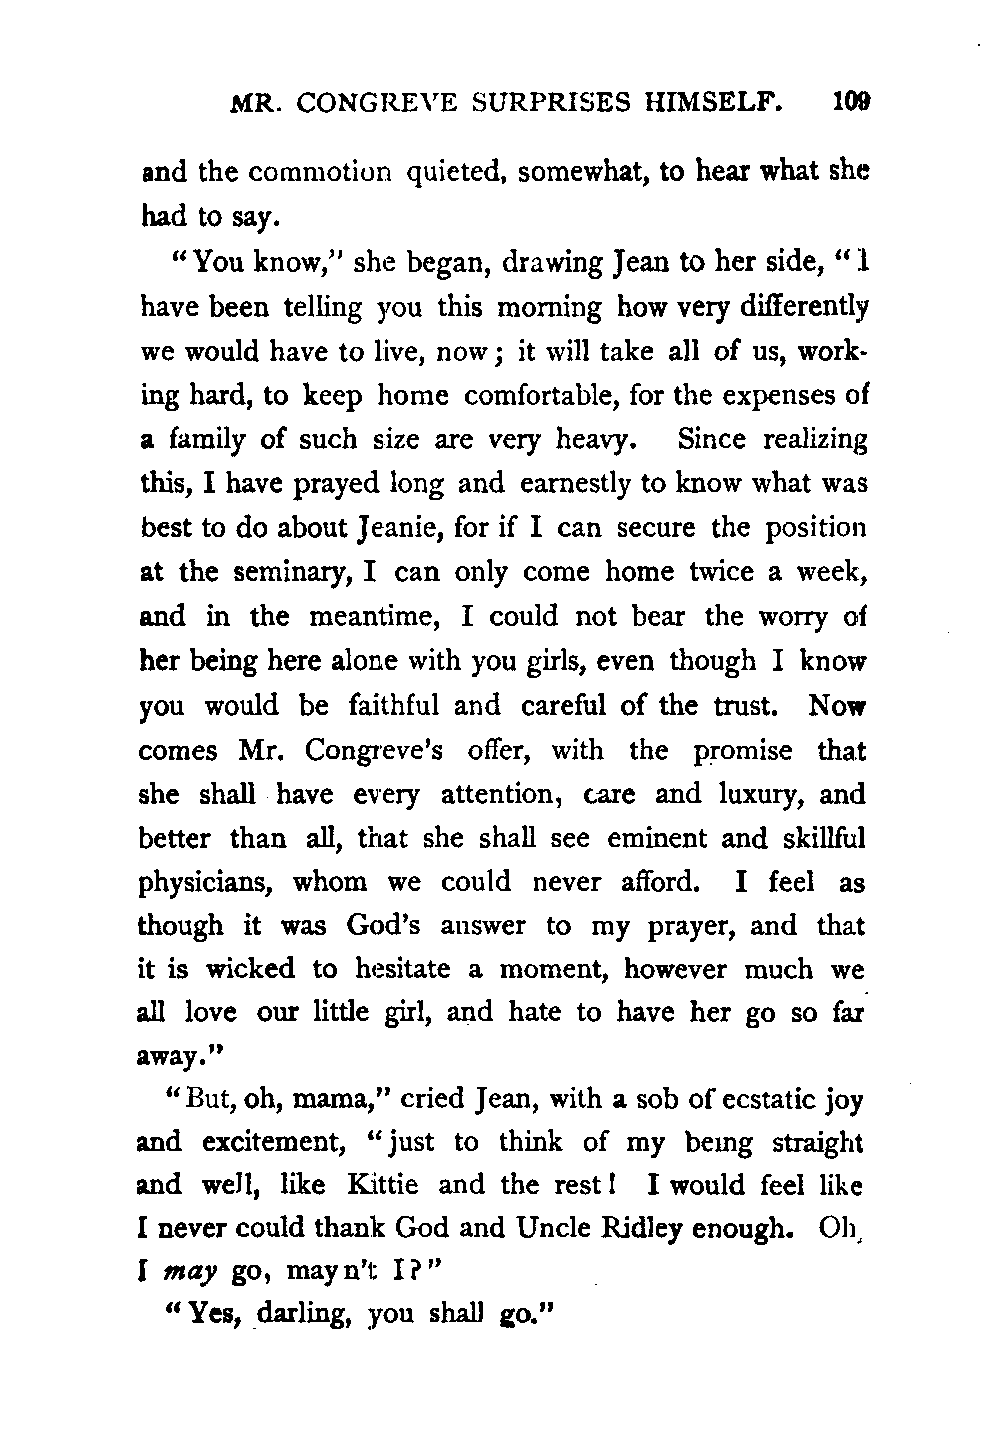 MR. CONGREVE SURPRISES HIMSELF. 109
and the commotion quieted, somewhat, to hear what she
had to say.
"You know," she began, drawing Jean to her side, "I
have been telling you this morning how very differently
we would have to live, now; it will take all of us, work-
ing hard, to keep home comfortable, for the expenses of
a family of such size are very heavy. Since realizing
this, I have prayed long and earnestly to know what was
best to do about Jeanie, for if I can secure the position
at the seminary, I can only come home twice a week,
and in the meantime, I could not bear the worry of
her being here alone with you girls, even though I know
you would be faithful and careful of the trust. Now
comes Mr. Congreve's offer, with the promise that
she shall have every attention, care and luxury, and
better than all, that she shall see eminent and skillful
physicians, whom we could never afford. I feel as
though it was God's answer to my prayer, and that
it is wicked to hesitate a moment, however much we
all love our little girl, and hate to have her go so far
away."
"But, oh, mama," cried Jean, with a sob of ecstatic joy
and excitement, "just to think of my being straight
and well, like Kittie and the rest! I would feel like
I never could thank God and Uncle Ridley enough. Oh,
I may go, mayn't I?"
"Yes, darling, you shall go."